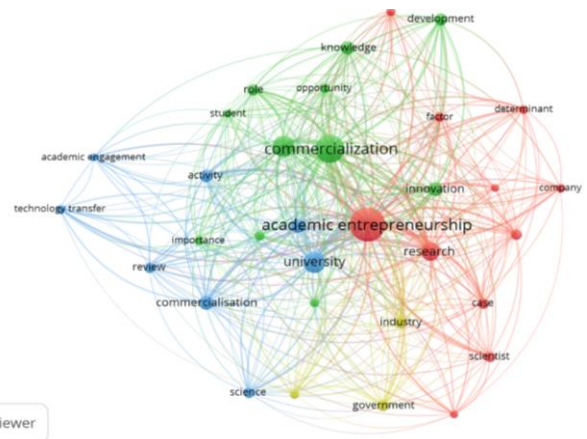 development
knowledge
role
opportunity
student
factor
determinant
commercialization
academic engagement
activity
innovation
company
technology transfer
academic entrepreneurship
importance
research
university
review
commercialisation
case
industry
scientist
science
government
iewer